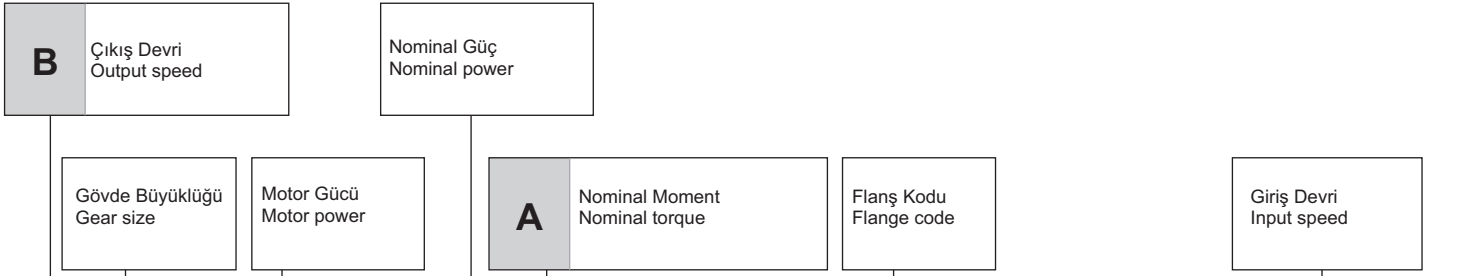 B
Çıkış Devri
Output speed
Nominal Güç
Nominal power
Gövde Büyüklüğü
Gear size
Motor Gücü
Motor power
A
Nominal Moment
Nominal torque
Flanş Kodu
Flange code
Giriş Devri
Input speed